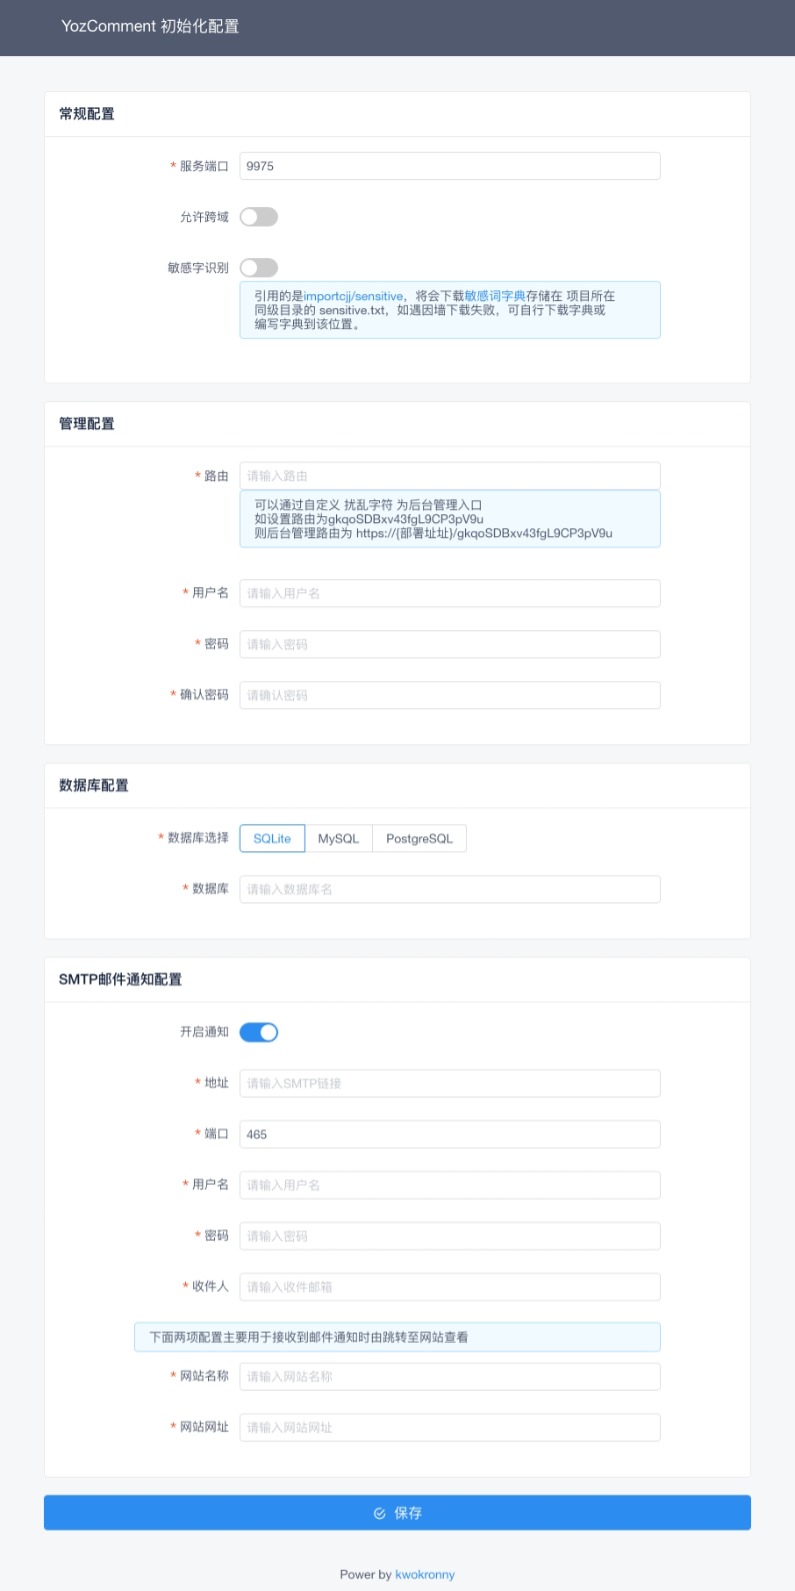 YozComment 初始化配置
常规配置
* 服务端口 9975
允许跨域
敏感字识别
引用的是importcjj/sensitive，将会下载敏感词字典存储在 项目所在
同级目录的 sensitive.txt，如遇因墙下载失败，可自行下载字典或
编写字典到该位置。
管理配置
* 路由 请输入路由
可以通过自定义 扰乱字符 为后台管理入口
如设置路由为gkqoSDBxv43fgL9CP3pV9u
则后台管理路由为 https://{部署址址}/gkqoSDBxv43fgL9CP3pV9u
* 用户名 请输入用户名
* 密码 请输入密码
* 确认密码 请确认密码
数据库配置
* 数据库选择 SQLite MySQL PostgreSQL
* 数据库 请输入数据库名
SMTP邮件通知配置
开启通知
* 地址 请输入SMTP链接
* 端口 465
* 用户名 请输入用户名
* 密码 请输入密码
* 收件人 请输入收件邮箱
下面两项配置主要用于接收到邮件通知时由跳转至网站查看
* 网站名称 请输入网站名称
* 网站网址 请输入网站网址
保存
Power by kwokronny